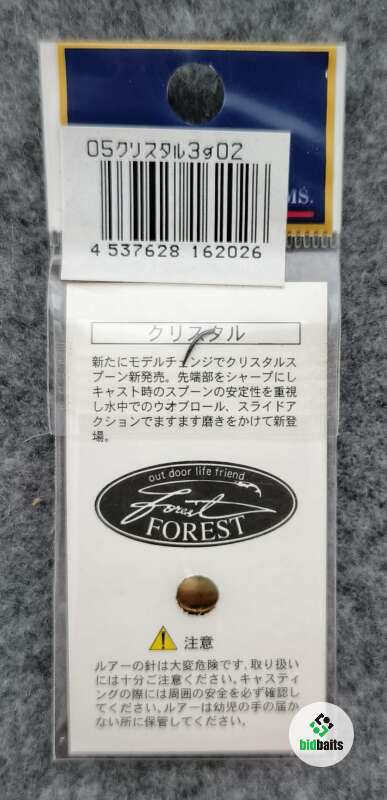 05クリスタル3g02
4 537628 162026
MS.
クリスタル
新たにモデルチェンジでクリスタルス
プーン新発売。先端部をシャープにし
キャスト時のスプーンの安定性を重視
し水中でのウオブロール、スライドア
クションでますます磨きをかけて新登
場。
out door life friend
Forest
FOREST
注意
ルアーの針は大変危険です、取り扱い
には十分ご注意ください。キャスティ
ングの際には周囲の安全を必ず確認し
てください。ルアーは幼児の手の届か
ない所に保管してください。
bidbaits